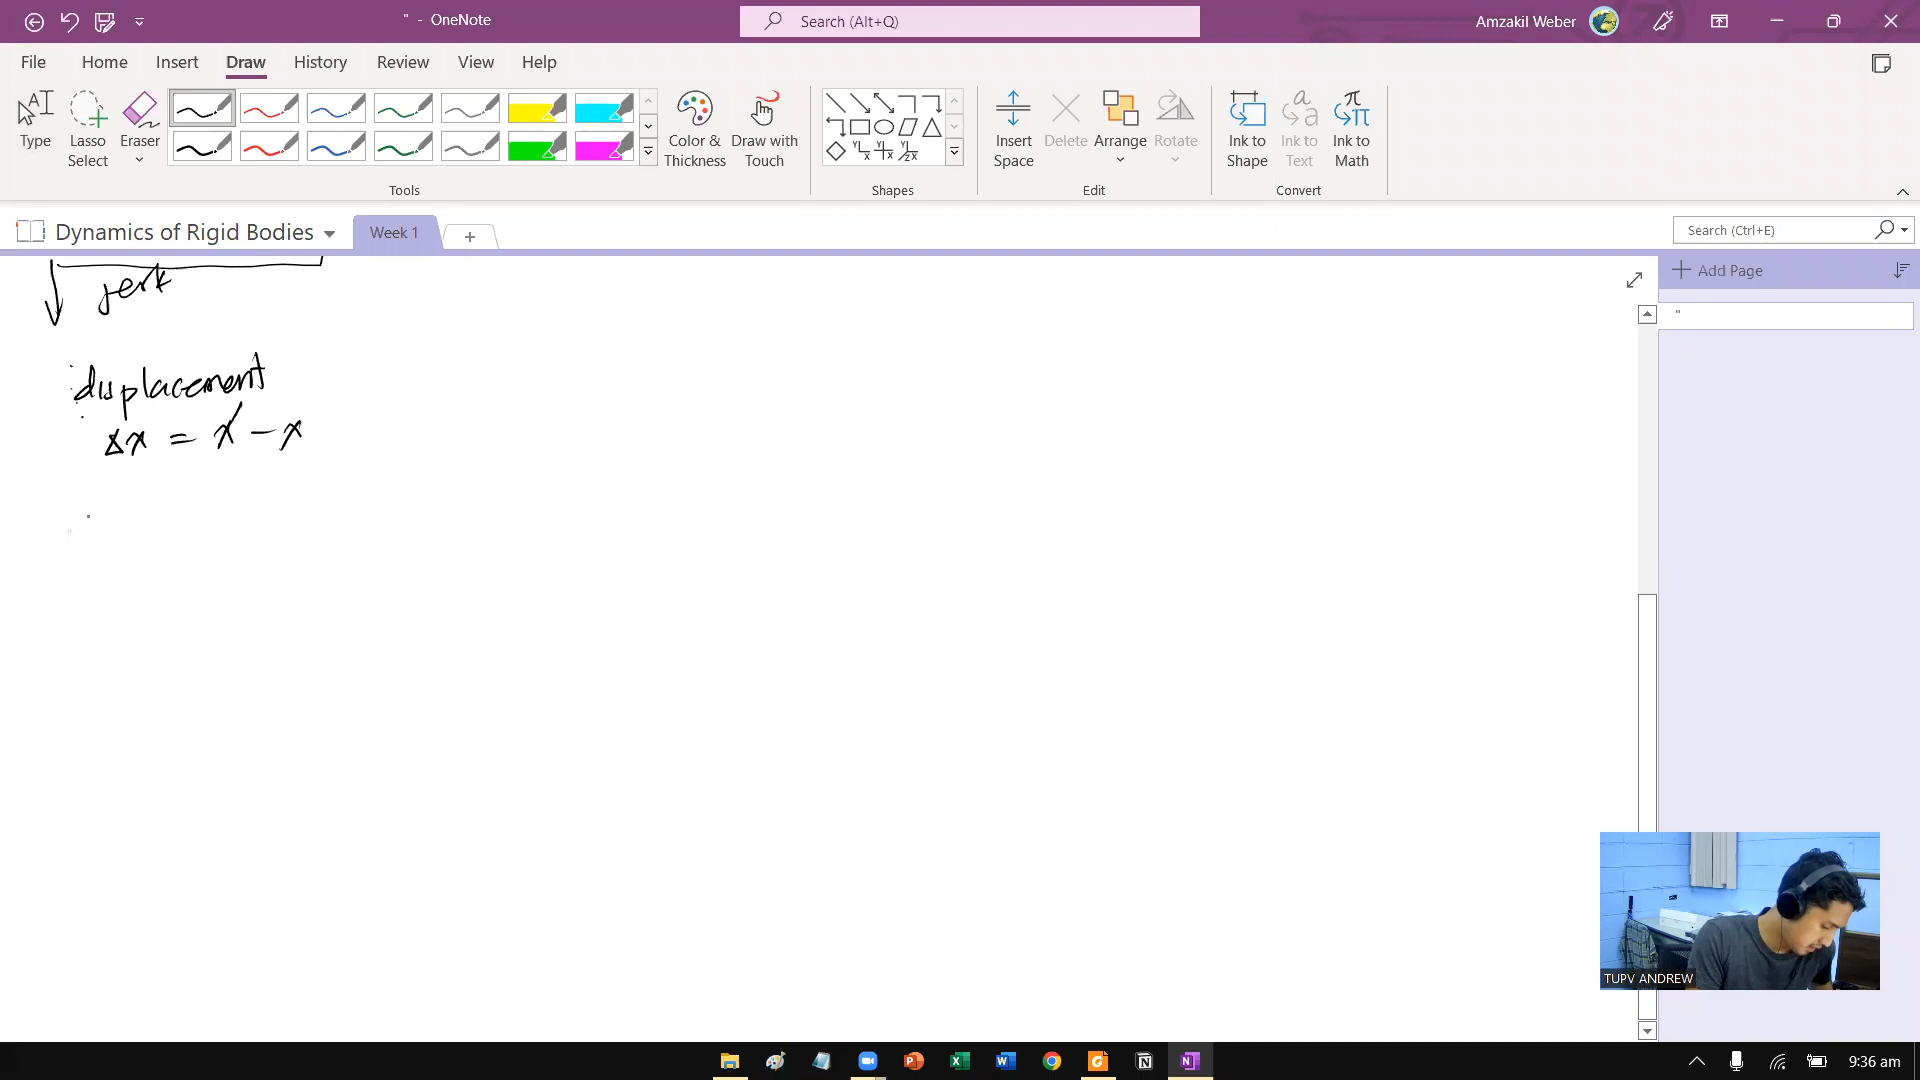 " - OneNote
Search (Alt+Q)
Amzakil Weber
File Home Insert Draw History Review View Help
Type
Lasso Select
Eraser
Color & Thickness
Draw with Touch
Insert Space
Delete
Arrange
Rotate
Ink to Shape
Ink to Text
Ink to Math
Tools
Shapes
Edit
Convert
Dynamics of Rigid Bodies
Week 1
Search (Ctrl+E)
Add Page
"
jerk
displacement
Δx = x' - x
TUPV ANDREW
9:36 am